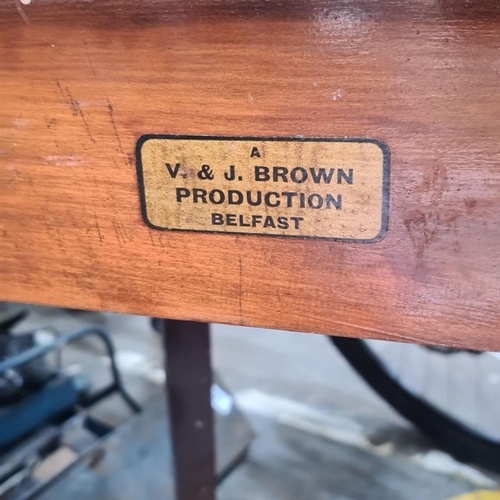 A
V. & J. BROWN
PRODUCTION
BELFAST